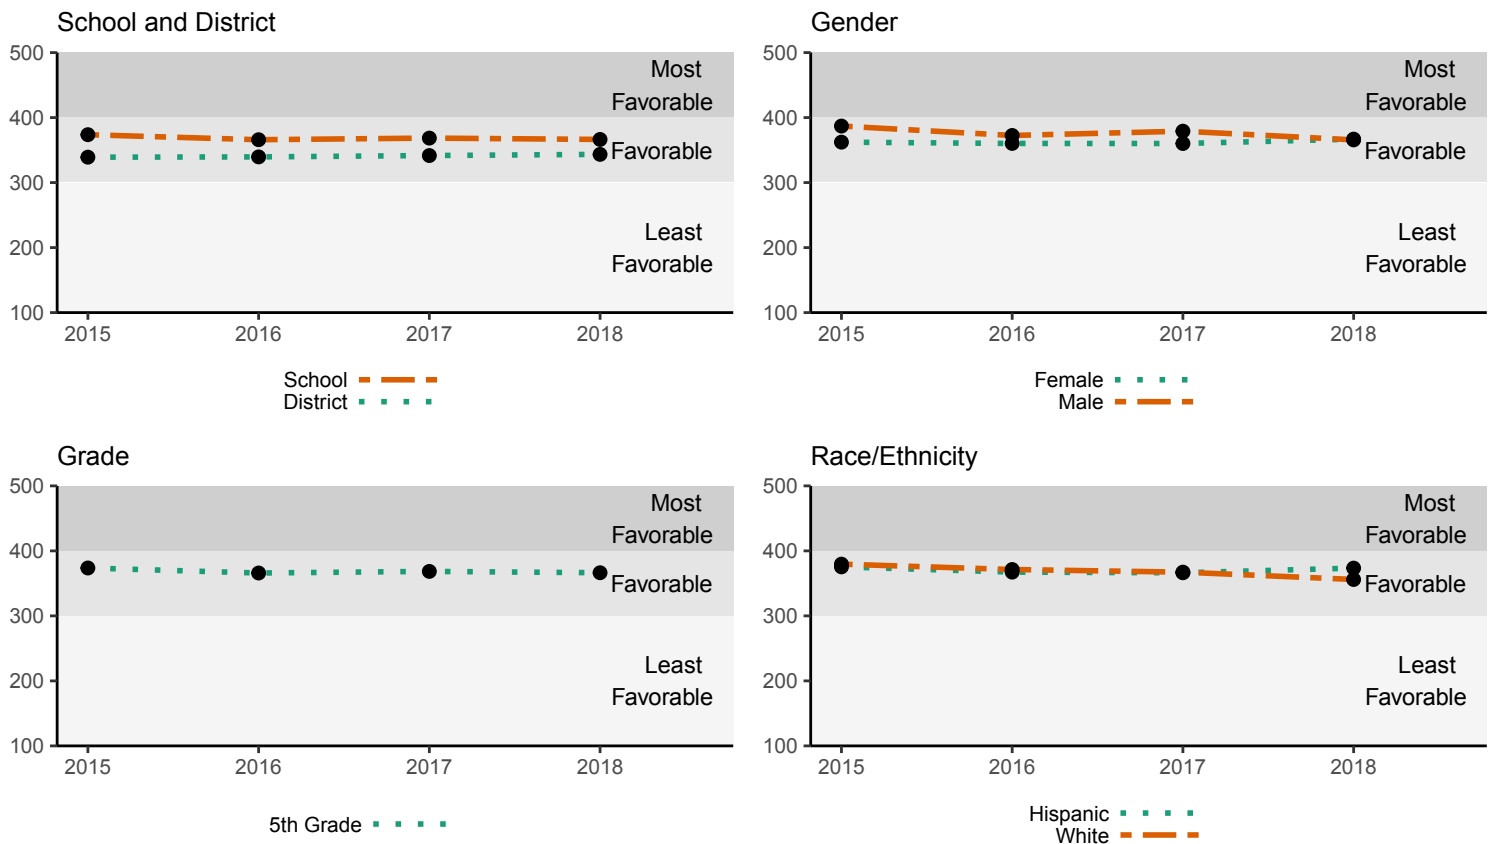 School and District
500
400
300
200
100
Most
Favorable
Favorable
Least
Favorable
2015 2016 2017 2018
School
District
Gender
500
400
300
200
100
Most
Favorable
Favorable
Least
Favorable
2015 2016 2017 2018
Female
Male
Grade
500
400
300
200
100
Most
Favorable
Favorable
Least
Favorable
2015 2016 2017 2018
5th Grade
Race/Ethnicity
500
400
300
200
100
Most
Favorable
Favorable
Least
Favorable
2015 2016 2017 2018
Hispanic
White